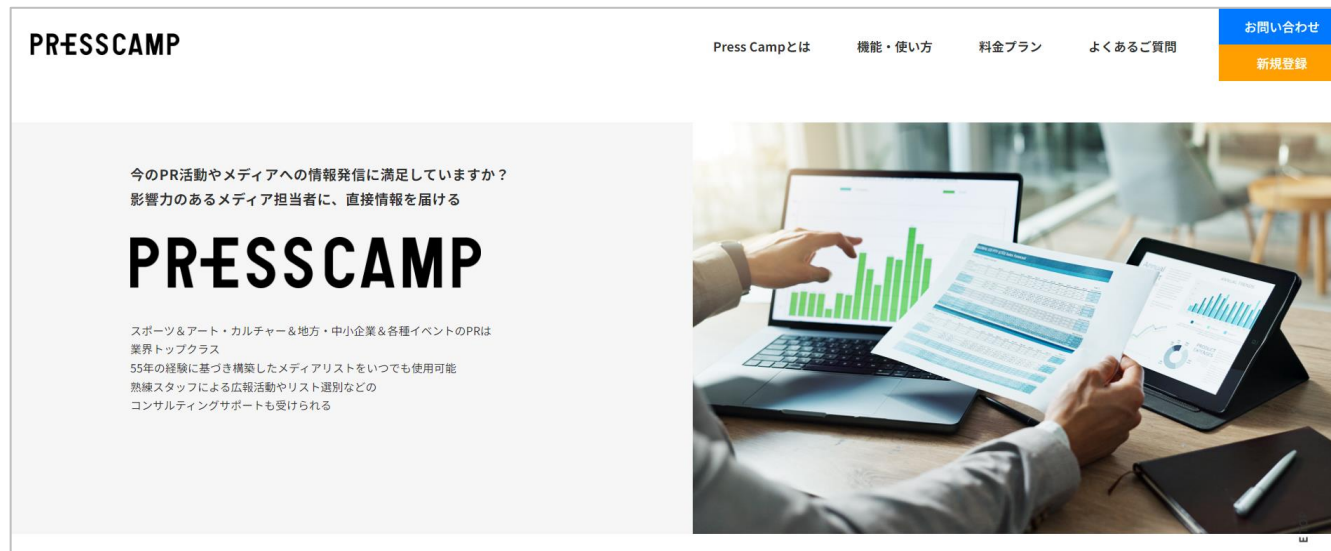 PRESSCAMP
Press Campとは
機能・使い方
料金プラン
よくあるご質問
お問い合わせ
新規登録
今のPR活動やメディアへの情報発信に満足していますか？
影響力のあるメディア担当者に、直接情報を届ける
PRESSCAMP
スポーツ＆アート・カルチャー＆地方・中小企業＆各種イベントのPRは
業界トップクラス
55年の経験に基づき構築したメディアリストをいつでも使用可能
熟練スタッフによる広報活動やリスト選別などの
コンサルティングサポートも受けられる